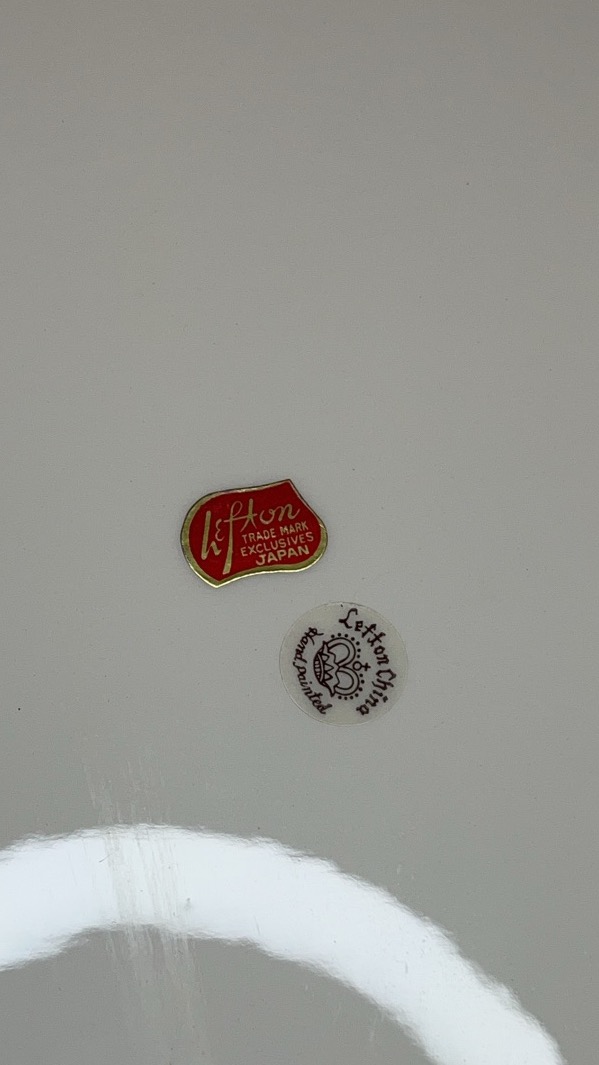 Lefton
TRADE MARK
EXCLUSIVES
JAPAN
Lefton China
Hand Painted